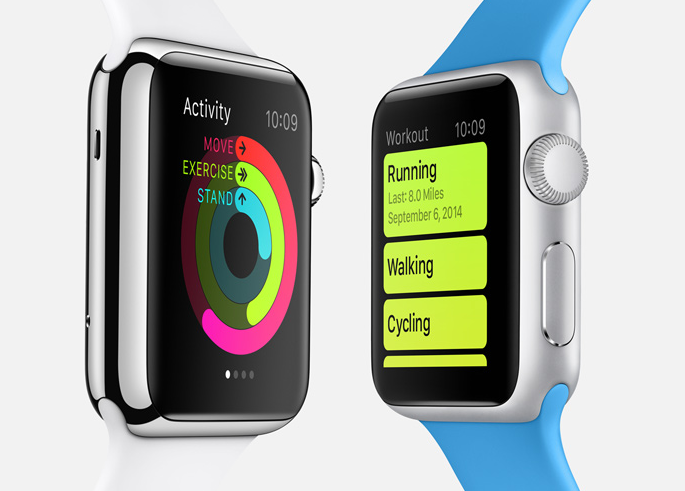 Activity
10:09
MOVE
EXERCISE
STAND
Workout 10:09
Running
Last: 8.0 Miles
September 6, 2014
Walking
Cycling